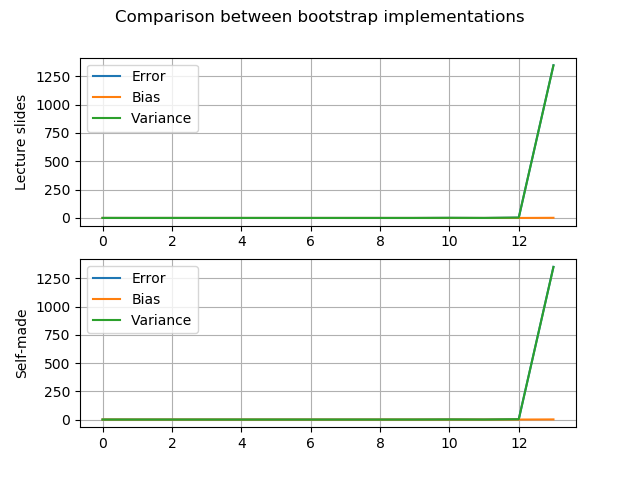 Comparison between bootstrap implementations
Lecture slides
1250
1000
750
500
250
0
Error
Bias
Variance
0 2 4 6 8 10 12
Self-made
1250
1000
750
500
250
0
Error
Bias
Variance
0 2 4 6 8 10 12